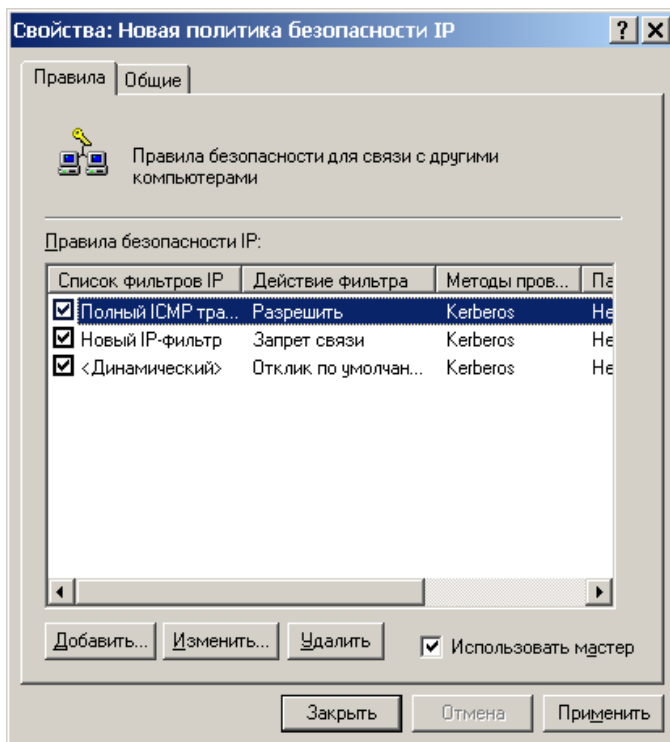 Свойства: Новая политика безопасности IP
Правила
Общие
Правила безопасности для связи с другими
компьютерами
Правила безопасности IP:
Список фильтров IP Действие фильтра Методы пров... Па
Полный ICMP тра... Разрешить Kerberos Не
Новый IP-фильтр Запрет связи Kerberos Не
<Динамический> Отклик по умолчан... Kerberos Не
Добавить... Изменить... Удалить Использовать мастер
Закрыть Отмена Применить